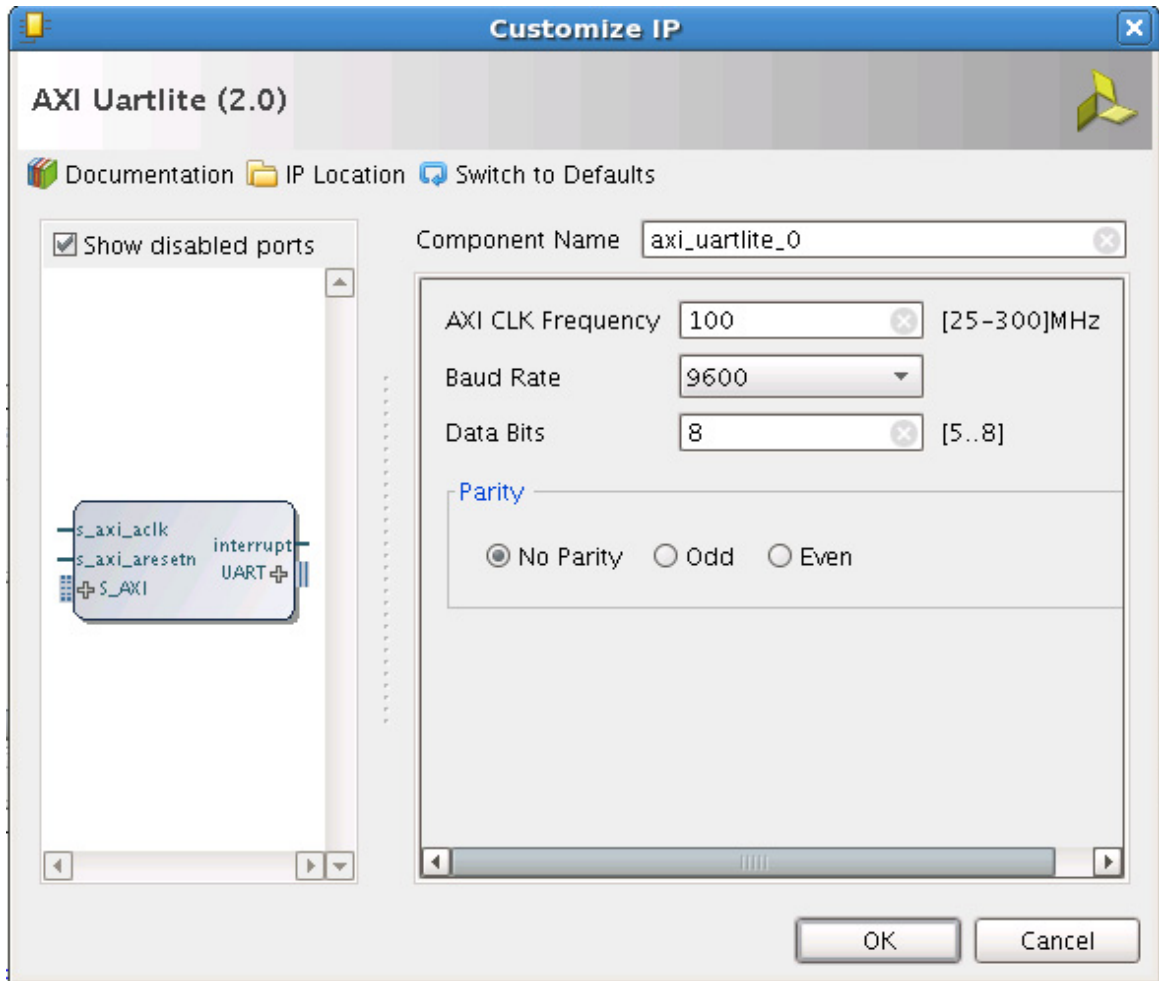 Customize IP
AXI Uartlite (2.0)
Documentation IP Location Switch to Defaults
Show disabled ports
Component Name axi_uartlite_0
AXI CLK Frequency 100 [25-300]MHz
Baud Rate 9600
Data Bits 8 [5..8]
Parity
No Parity Odd Even
s_axi_aclk
s_axi_aresetn
S_AXI
interrupt
UART
OK Cancel